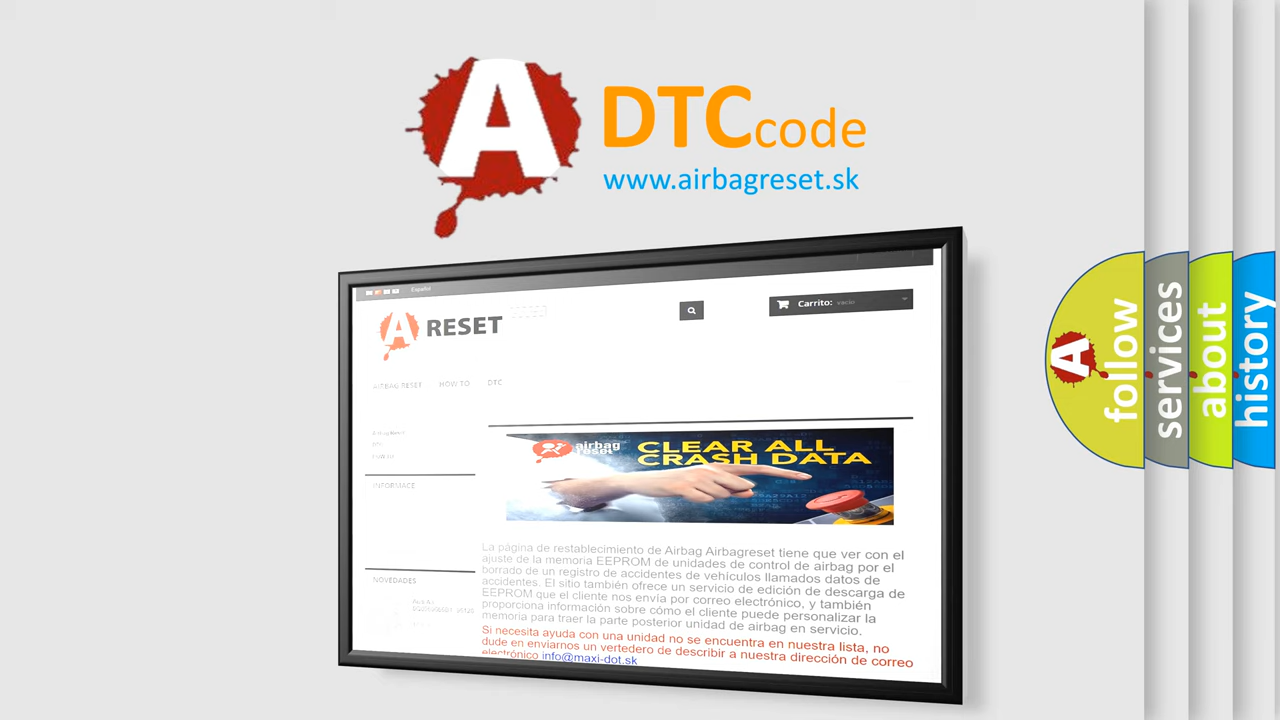 A
DTCcode
www.airbagreset.sk
Español
A RESET
Carrito: vacío
AIRBAG RESET HOW TO DTC
INFORMACE
airbag
reset
CLEAR ALL
CRASH DATA
La página de restablecimiento de Airbag Airbagreset tiene que ver con el
ajuste de la memoria EEPROM de unidades de control de airbag por el
borrado de un registro de accidentes de vehículos llamados datos de
accidentes. El sitio también ofrece un servicio de edición de descarga de
EEPROM que el cliente nos envía por correo electrónico, y también
proporciona información sobre cómo el cliente puede personalizar la
memoria para traer la parte posterior unidad de airbag en servicio.
Si necesita ayuda con una unidad no se encuentra en nuestra lista, no
dude en enviarnos un vertedero de describir a nuestra dirección de correo
electrónico info@maxi-dot.sk
NOVEDADES
A
follow
services
about
history